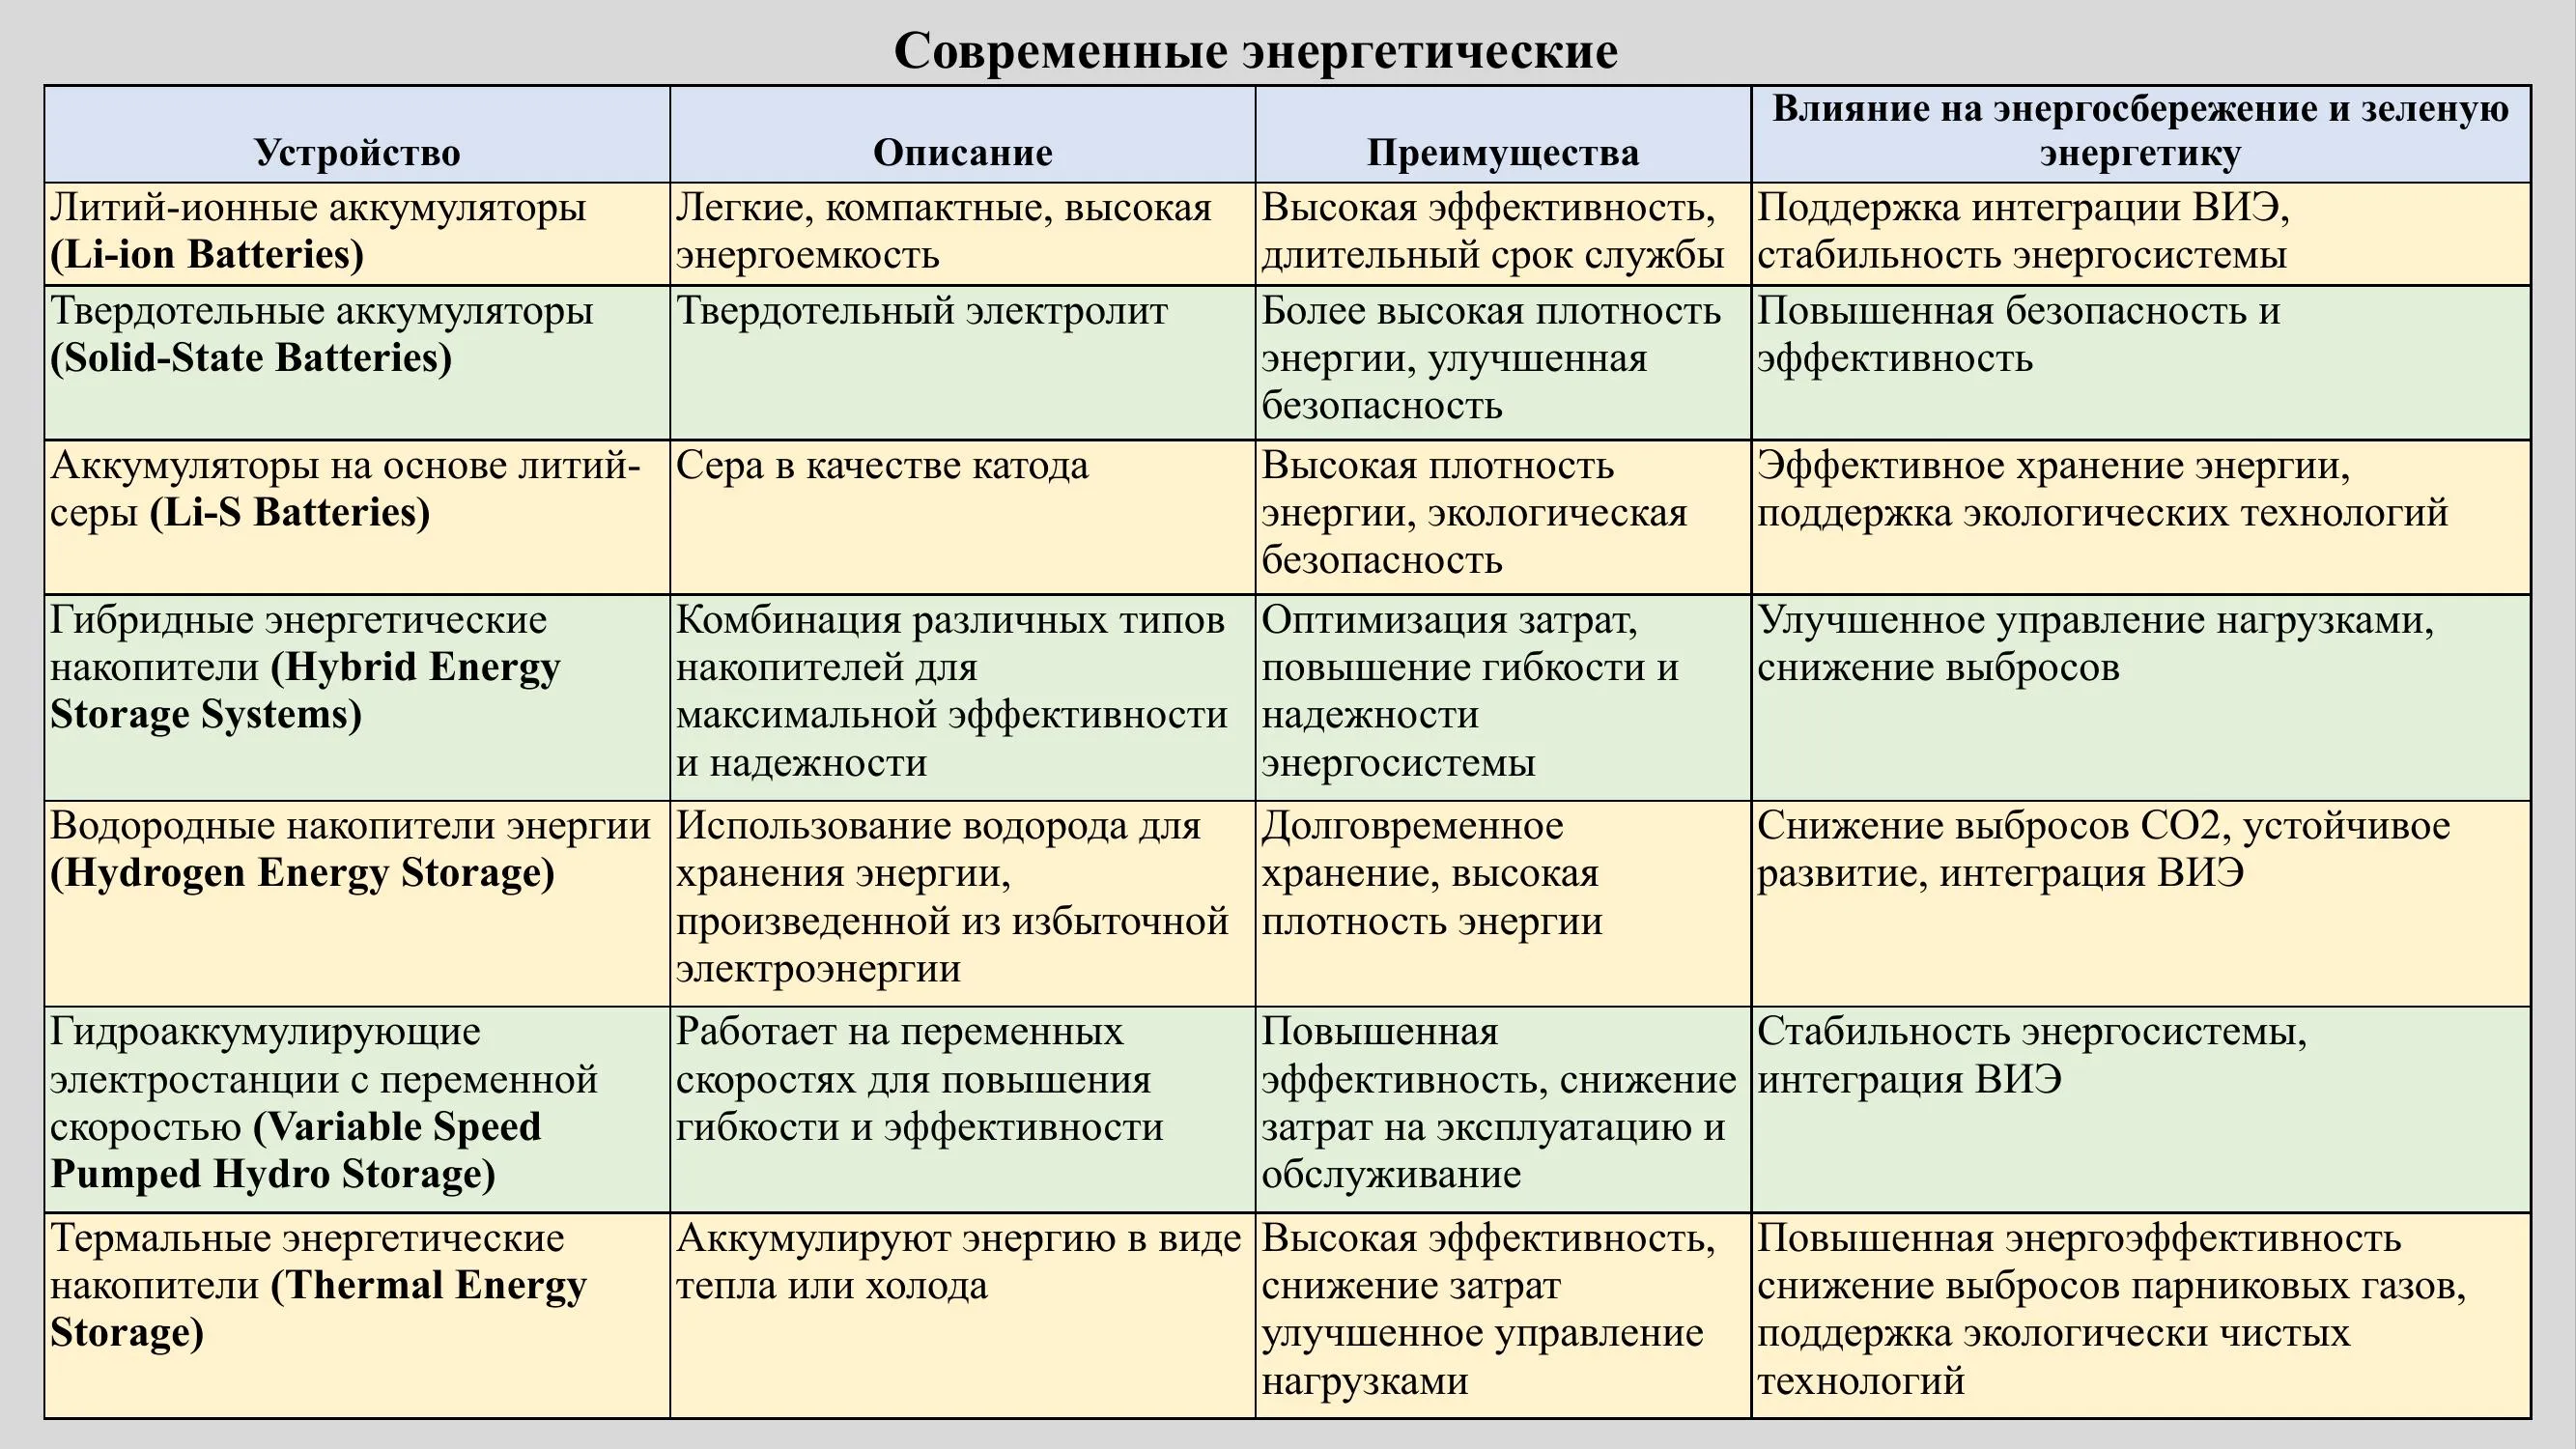 Современные энергетические
Устройство
Описание
Преимущества
Влияние на энергосбережение и зеленую
энергетику
Литий-ионные аккумуляторы
(Li-ion Batteries)
Легкие, компактные, высокая
энергоемкость
Высокая эффективность,
длительный срок службы
Поддержка интеграции ВИЭ,
стабильность энергосистемы
Твердотельные аккумуляторы
(Solid-State Batteries)
Твердотельный электролит
Более высокая плотность
энергии, улучшенная
безопасность
Повышенная безопасность и
эффективность
Аккумуляторы на основе литий-
серы (Li-S Batteries)
Сера в качестве катода
Высокая плотность
энергии, экологическая
безопасность
Эффективное хранение энергии,
поддержка экологических технологий
Гибридные энергетические
накопители (Hybrid Energy
Storage Systems)
Комбинация различных типов
накопителей для
максимальной эффективности
и надежности
Оптимизация затрат,
повышение гибкости и
надежности
энергосистемы
Улучшенное управление нагрузками,
снижение выбросов
Водородные накопители энергии
(Hydrogen Energy Storage)
Использование водорода для
хранения энергии,
произведенной из избыточной
электроэнергии
Долговременное
хранение, высокая
плотность энергии
Снижение выбросов CO2, устойчивое
развитие, интеграция ВИЭ
Гидроаккумулирующие
электростанции с переменной
скоростью (Variable Speed
Pumped Hydro Storage)
Работает на переменных
скоростях для повышения
гибкости и эффективности
Повышенная
эффективность, снижение
затрат на эксплуатацию и
обслуживание
Стабильность энергосистемы,
интеграция ВИЭ
Термальные энергетические
накопители (Thermal Energy
Storage)
Аккумулируют энергию в виде
тепла или холода
Высокая эффективность,
снижение затрат
улучшенное управление
нагрузками
Повышенная энергоэффективность
снижение выбросов парниковых газов,
поддержка экологически чистых
технологий